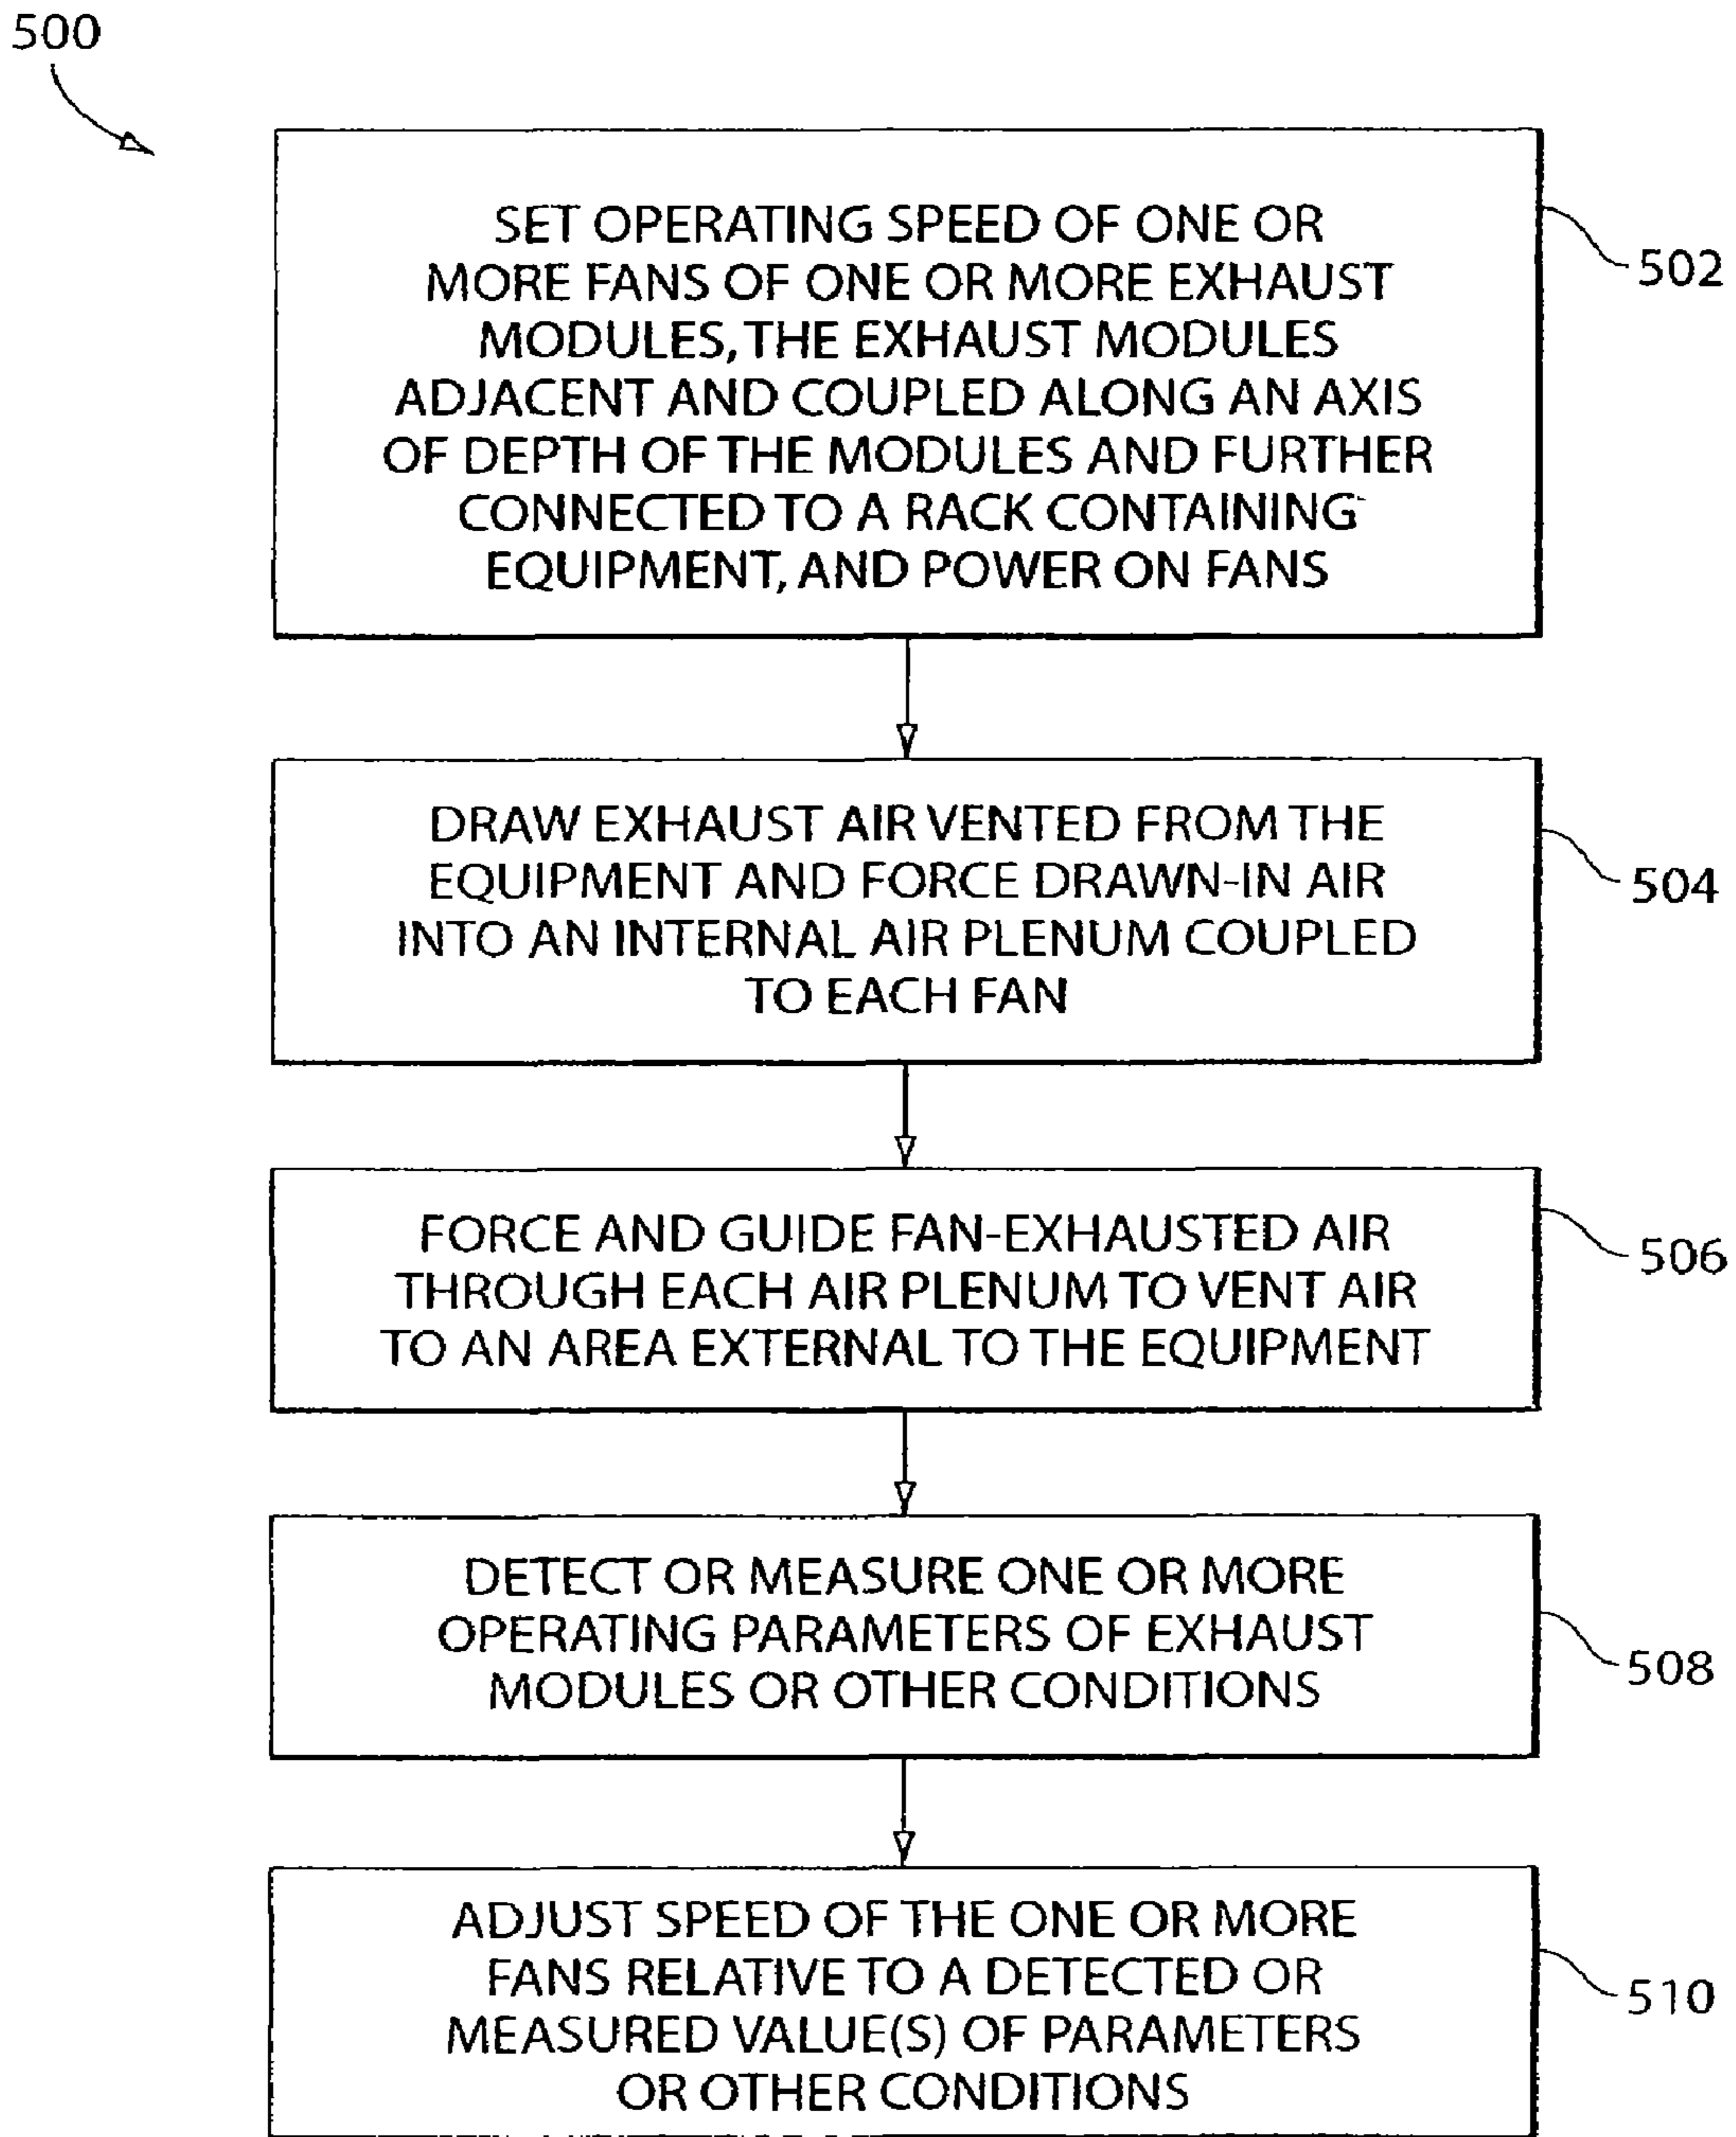 500
SET OPERATING SPEED OF ONE OR
MORE FANS OF ONE OR MORE EXHAUST
MODULES, THE EXHAUST MODULES
ADJACENT AND COUPLED ALONG AN AXIS
OF DEPTH OF THE MODULES AND FURTHER
CONNECTED TO A RACK CONTAINING
EQUIPMENT, AND POWER ON FANS
502
DRAW EXHAUST AIR VENTED FROM THE
EQUIPMENT AND FORCE DRAWN-IN AIR
INTO AN INTERNAL AIR PLENUM COUPLED
TO EACH FAN
504
FORCE AND GUIDE FAN-EXHAUSTED AIR
THROUGH EACH AIR PLENUM TO VENT AIR
TO AN AREA EXTERNAL TO THE EQUIPMENT
506
DETECT OR MEASURE ONE OR MORE
OPERATING PARAMETERS OF EXHAUST
MODULES OR OTHER CONDITIONS
508
ADJUST SPEED OF THE ONE OR MORE
FANS RELATIVE TO A DETECTED OR
MEASURED VALUE(S) OF PARAMETERS
OR OTHER CONDITIONS
510